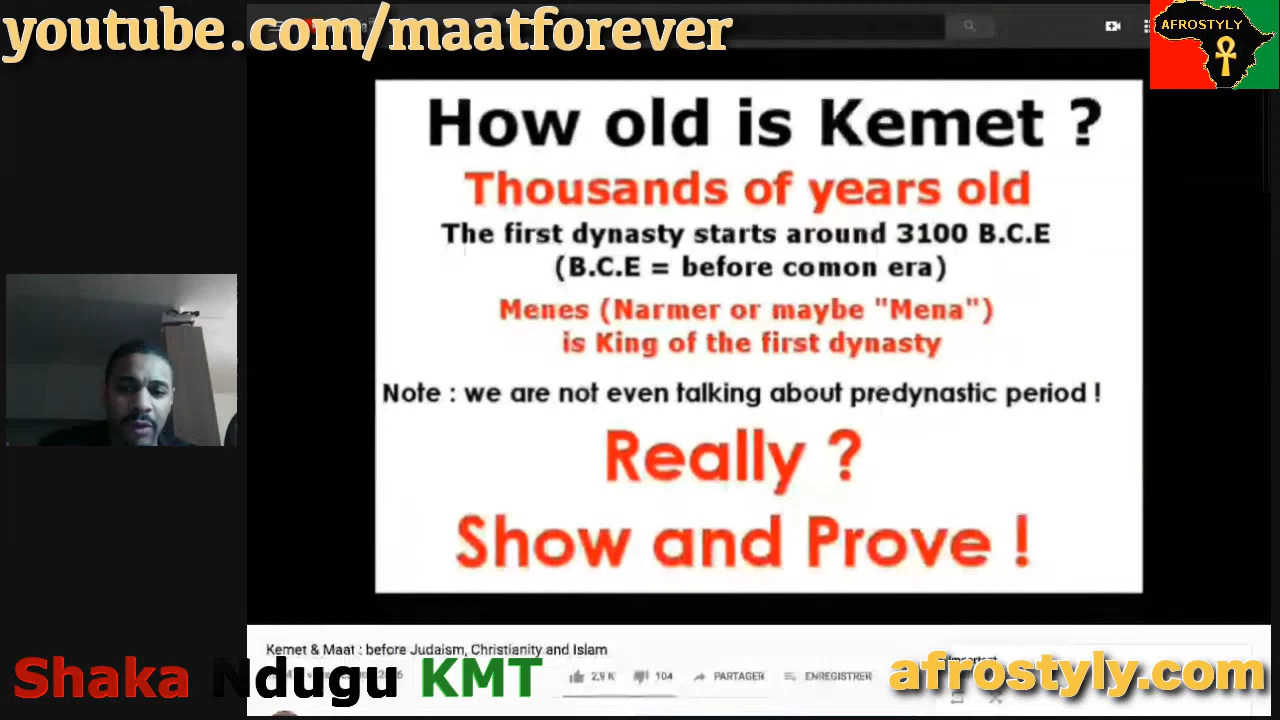 youtube.com/maatforever
AFROSTYLY
How old is Kemet ?
Thousands of years old
The first dynasty starts around 3100 B.C.E
(B.C.E = before comon era)
Menes (Narmer or maybe "Mena")
is King of the first dynasty
Note : we are not even talking about predynastic period !
Really ?
Show and Prove !
Kemet & Maat : before Judaism, Christianity and Islam
2,9 K 104 PARTAGER ENREGISTRER
Shaka Ndugu KMT
afrostyly.com